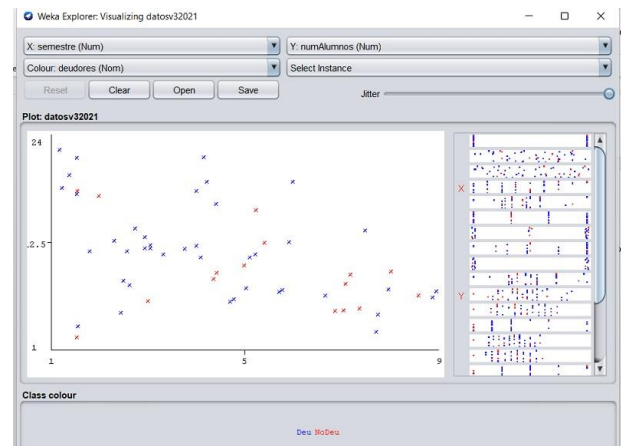 Weka Explorer: Visualizing datosv32021
X: semestre (Num) Y: numAlumnos (Num)
Colour: deudores (Nom) Select Instance
Reset Clear Open Save Jitter
Plot: datosv32021
24
X
.2.5
Y
1
1 5 9
Class colour
Deu NoDeu